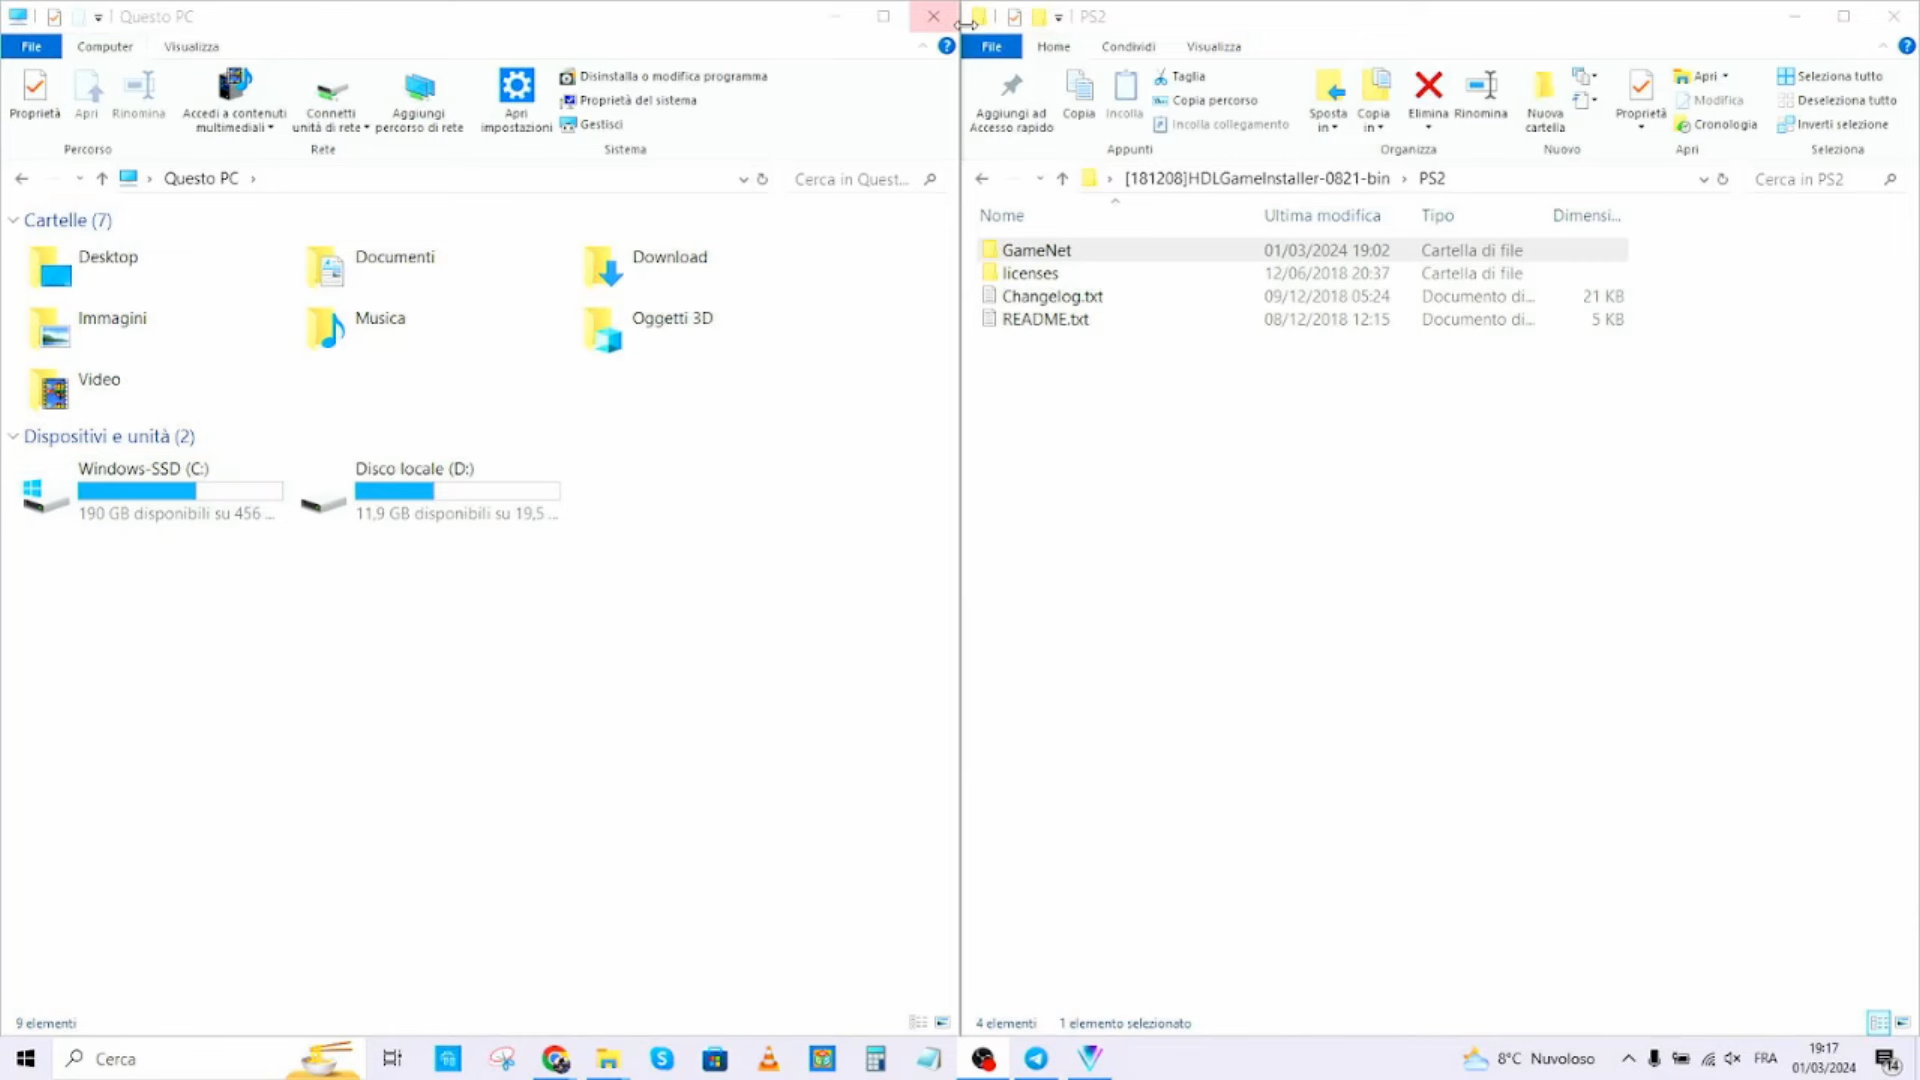 Questo PC
File
Computer
Visualizza
Proprietà
Apri
Rinomina
Accedi a contenuti
multimediali
Connetti
unità di rete
Aggiungi
percorso di rete
Apri
impostazioni
Disinstalla o modifica programma
Proprietà del sistema
Gestisci
Percorso
Rete
Sistema
Questo PC
Cerca in Quest...
Cartelle (7)
Desktop
Documenti
Download
Immagini
Musica
Oggetti 3D
Video
Dispositivi e unità (2)
Windows-SSD (C:)
190 GB disponibili su 456 ...
Disco locale (D:)
11,9 GB disponibili su 19,5 ...
9 elementi
PS2
File
Home
Condividi
Visualizza
Aggiungi ad
Accesso rapido
Copia
Incolla
Taglia
Copia percorso
Incolla collegamento
Sposta
in
Copia
in
Elimina
Rinomina
Nuova
cartella
Proprietà
Apri
Modifica
Cronologia
Seleziona tutto
Deseleziona tutto
Inverti selezione
Appunti
Organizza
Nuovo
Apri
Seleziona
[181208]HDLGameInstaller-0821-bin
PS2
Cerca in PS2
Nome
Ultima modifica
Tipo
Dimensi...
GameNet
01/03/2024 19:02
Cartella di file
licenses
12/06/2018 20:37
Cartella di file
Changelog.txt
09/12/2018 05:24
Documento di...
21 KB
README.txt
08/12/2018 12:15
Documento di...
5 KB
4 elementi
1 elemento selezionato
Cerca
8°C Nuvoloso
FRA
19:17
01/03/2024
14